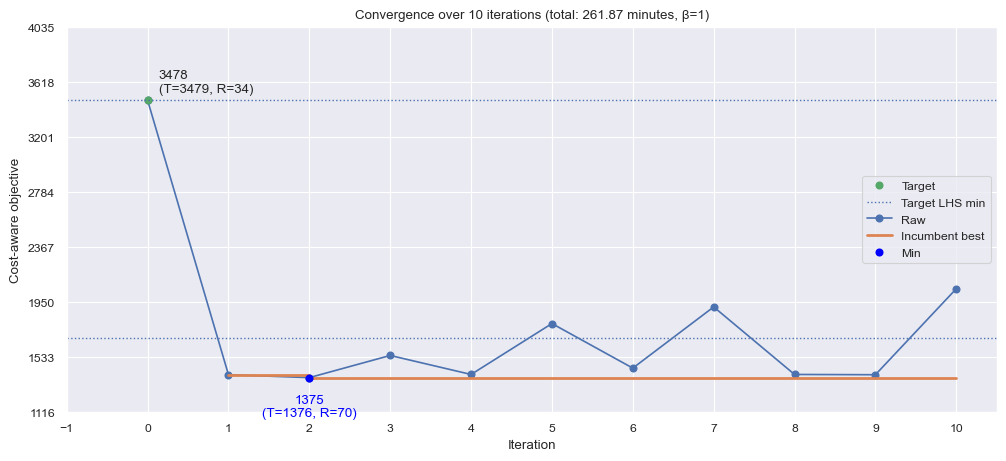 Convergence over 10 iterations (total: 261.87 minutes, β=1)
Cost-aware objective
4035
3618
3201
2784
2367
1950
1533
1116
3478
(T=3479, R=34)
1375
(T=1376, R=70)
Target
Target LHS min
Raw
Incumbent best
Min
−1
0
1
2
3
4
5
6
7
8
9
10
Iteration